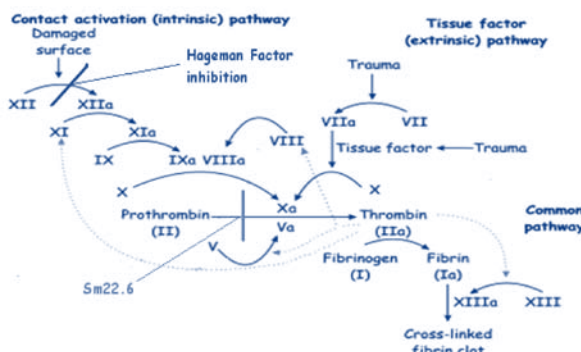 Contact activation (intrinsic) pathway
Damaged
surface
Tissue factor
(extrinsic) pathway
Hageman Factor
inhibition
Trauma
XII
XIIa
VIIa
VII
XI
XIa
VIII
Tissue factor
Trauma
IX
IXa
VIIIa
X
X
Xa
Prothrombin
(II)
Va
Thrombin
(IIa)
Common
pathway
V
Fibrinogen
(I)
Fibrin
(Ia)
Sm22.6
XIIIa
XIII
Cross-linked
fibrin clot